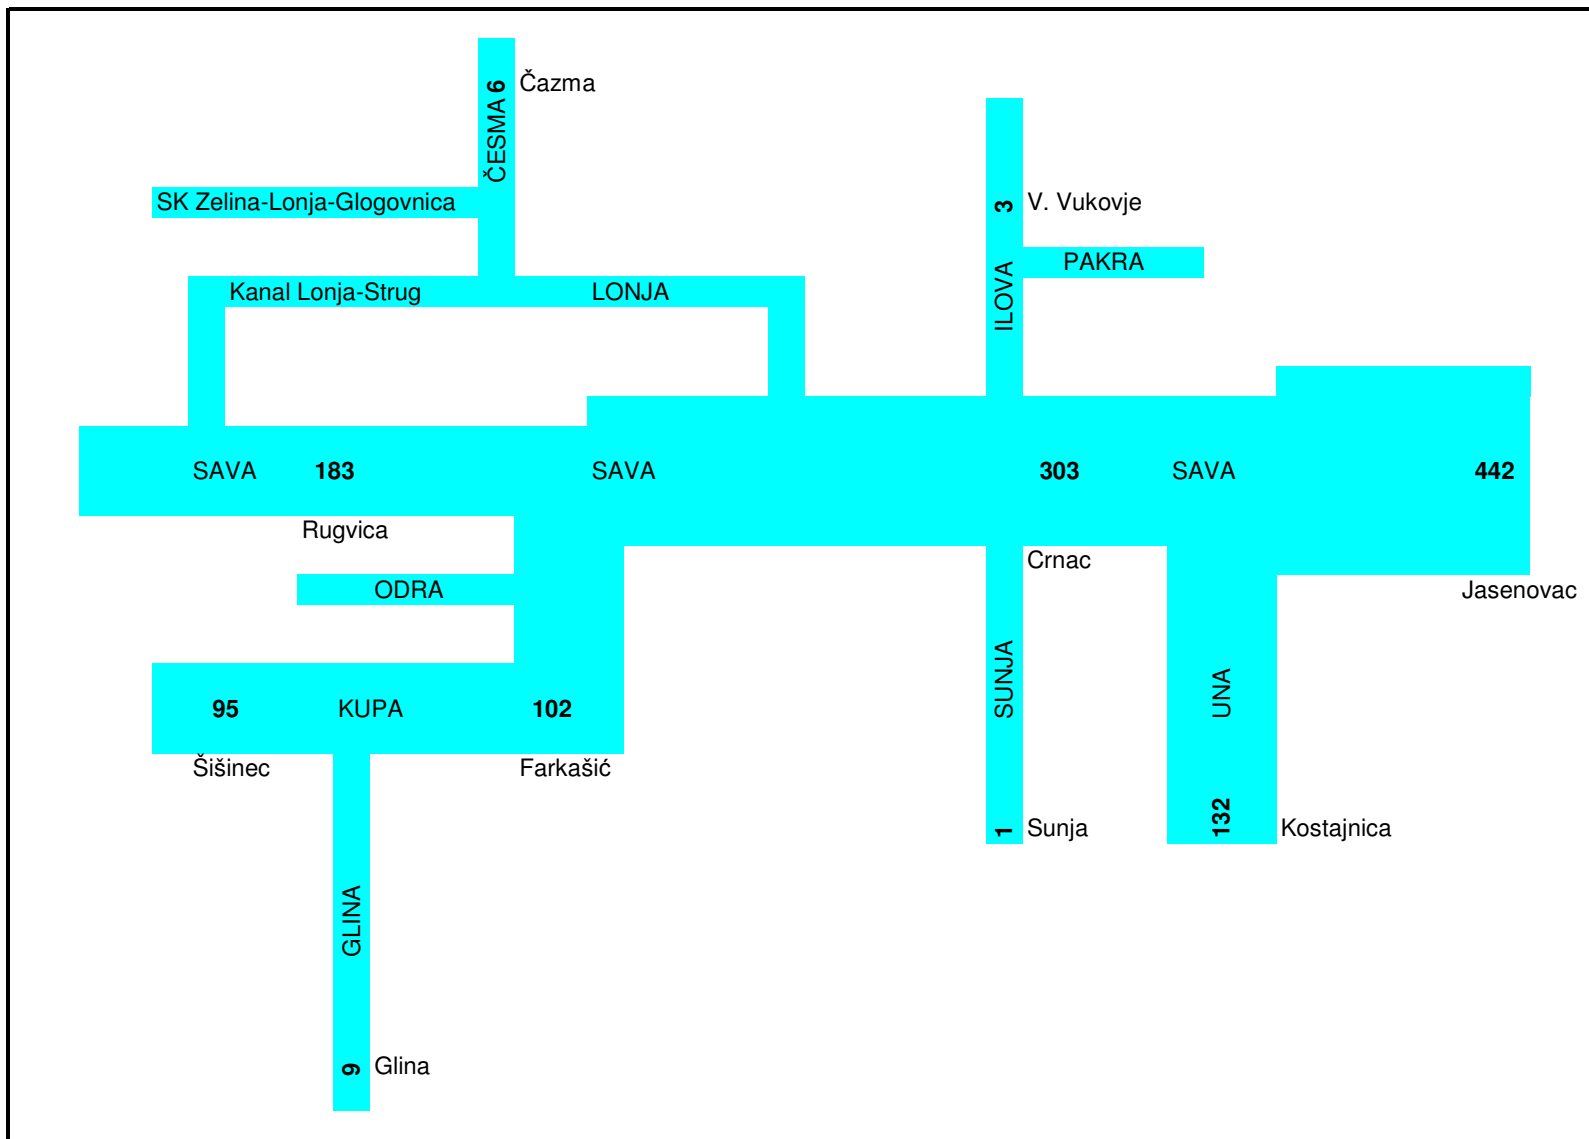 Čazma
ČESMA 6
SK Zelina-Lonja-Glogovnica
3
V. Vukovje
PAKRA
ILOVA
Kanal Lonja-Strug
LONJA
SAVA
183
SAVA
303
SAVA
442
Rugvica
Crnac
ODRA
Jasenovac
SUNJA
UNA
95
KUPA
102
Šišinec
Farkašić
1
Sunja
132
Kostajnica
GLINA
9
Glina